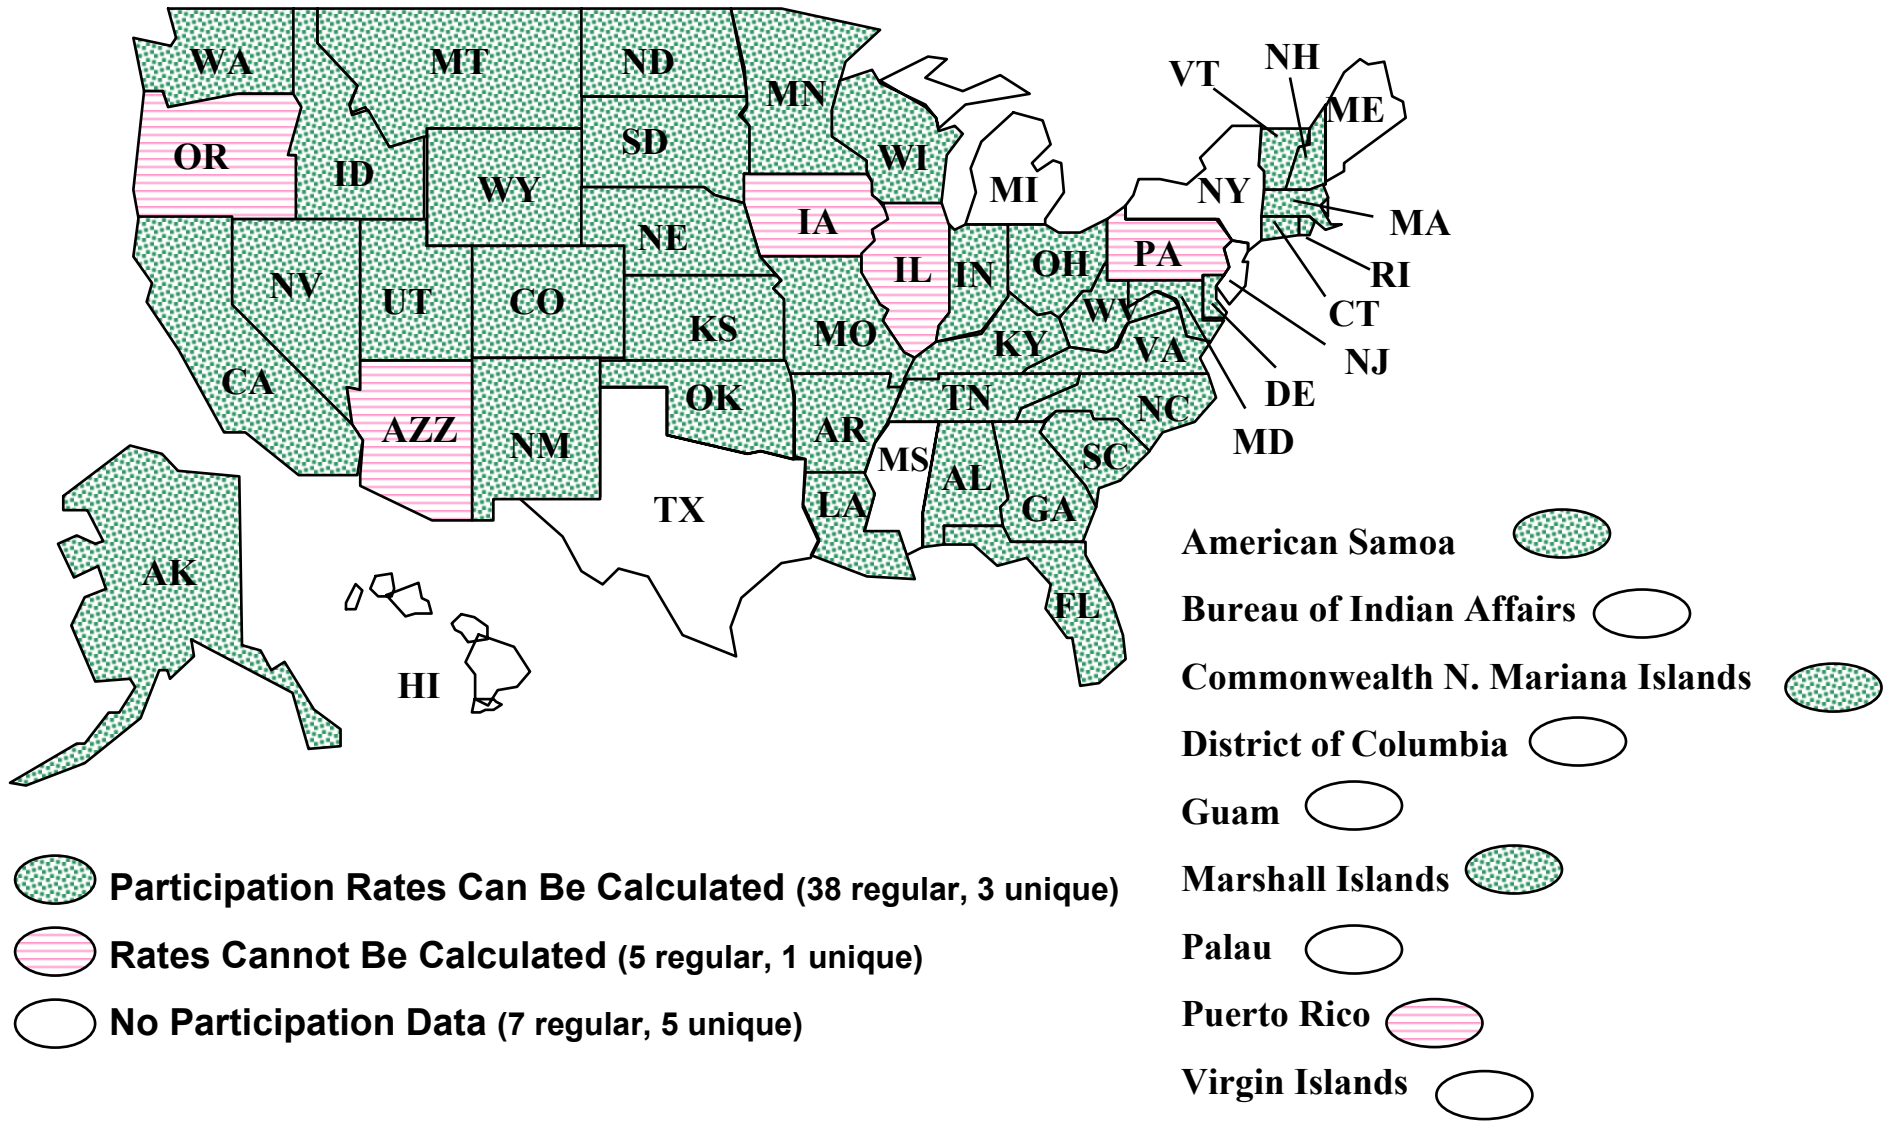 WA
MT
ND
MN
VT
NH
ME
OR
ID
WY
SD
WI
MI
NY
IA
NE
MA
NV
UT
CO
IL
IN
OH
PA
RI
KS
MO
KY
WV
VA
CT
NJ
CA
AZZ
NM
OK
AR
TN
NC
DE
MD
MS
AL
SC
GA
TX
LA
FL
AK
HI
American Samoa
Bureau of Indian Affairs
Commonwealth N. Mariana Islands
District of Columbia
Guam
Marshall Islands
Palau
Puerto Rico
Virgin Islands
Participation Rates Can Be Calculated (38 regular, 3 unique)
Rates Cannot Be Calculated (5 regular, 1 unique)
No Participation Data (7 regular, 5 unique)